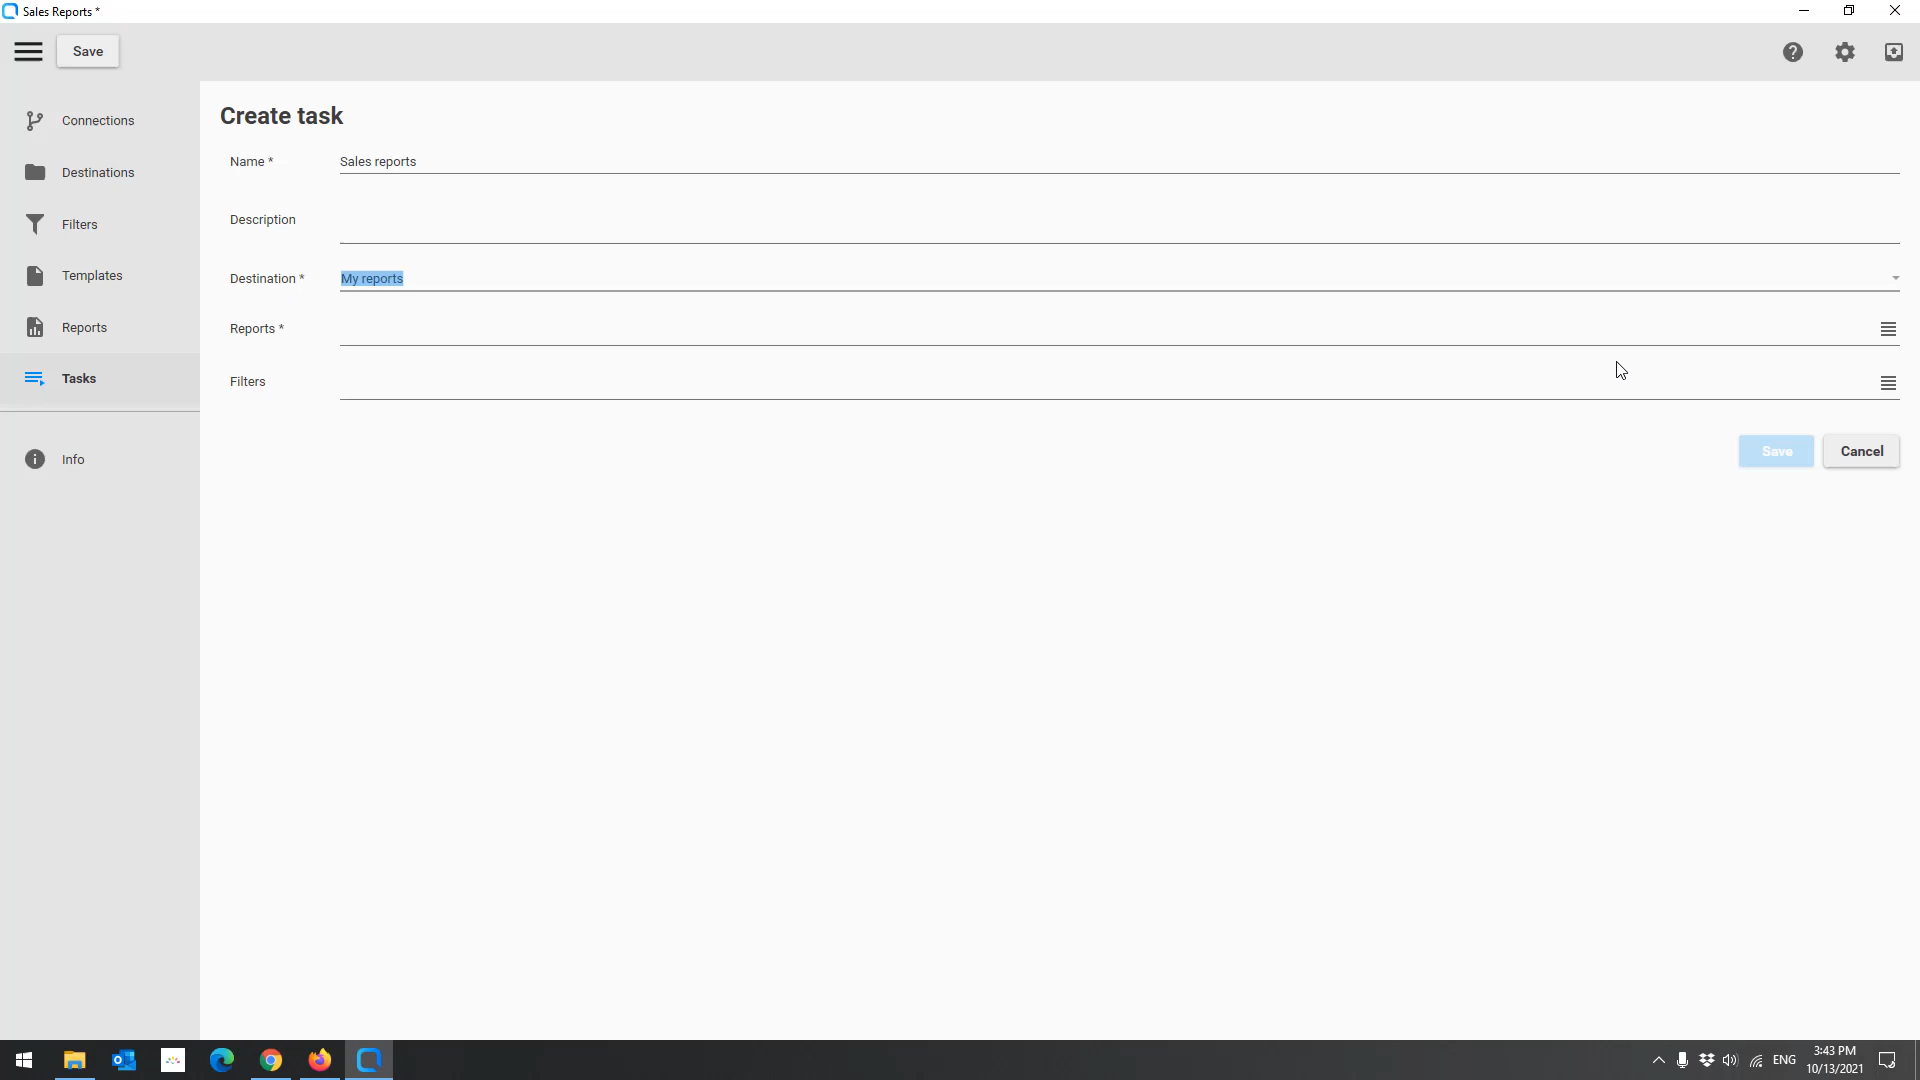 Sales Reports *
Save
Connections
Destinations
Filters
Templates
Reports
Tasks
Info
Create task
Name * Sales reports
Description
Destination * My reports
Reports *
Filters
Save Cancel
ENG
3:43 PM
10/13/2021